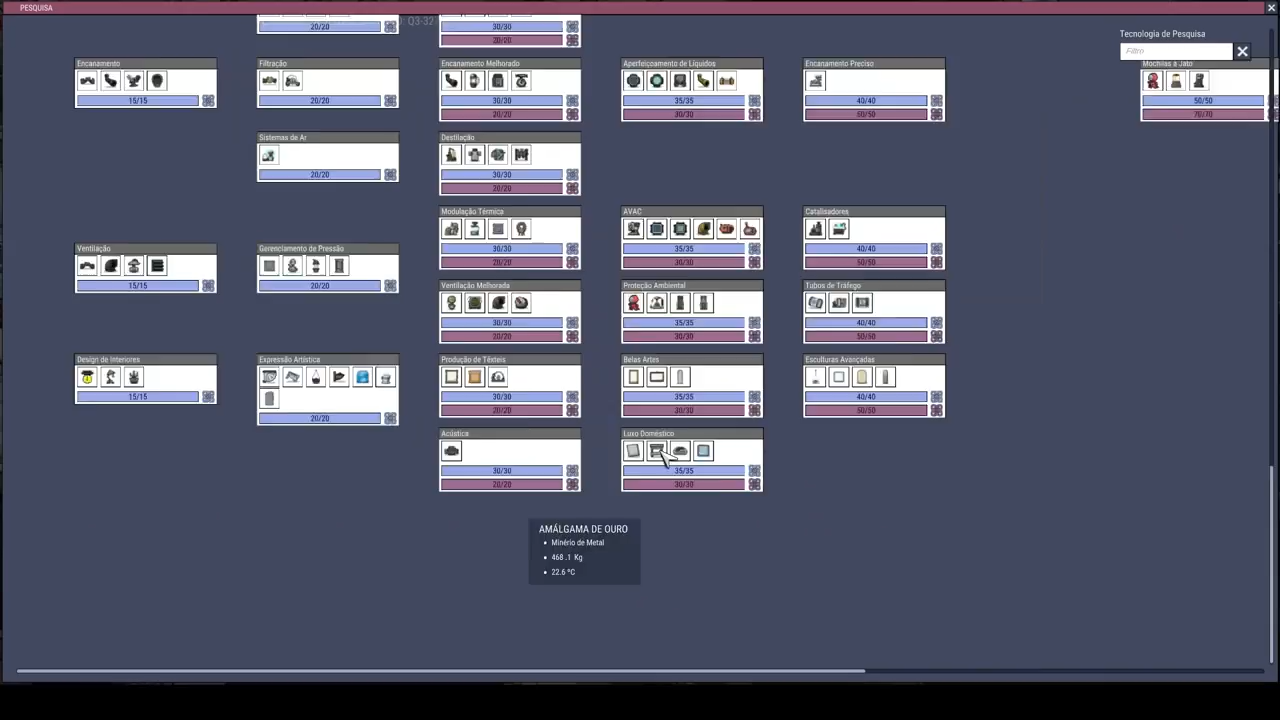 PESQUISA
Tecnologia de Pesquisa
Filtro
20/20
30/30
20/20
Encanamento
15/15
Filtração
20/20
Encanamento Melhorado
30/30
20/20
Aperfeiçoamento de Líquidos
35/35
30/30
Encanamento Preciso
40/40
50/50
Mochilas a Jato
50/50
70/70
Sistemas de Ar
20/20
Destilação
30/30
20/20
Modulação Térmica
30/30
20/20
AVAC
35/35
30/30
Catalisadores
40/40
50/50
Ventilação
15/15
Gerenciamento de Pressão
20/20
Ventilação Melhorada
30/30
20/20
Proteção Ambiental
35/35
30/30
Tubos de Tráfego
40/40
50/50
Design de Interiores
15/15
Expressão Artística
20/20
Produção de Têxteis
30/30
20/20
Belas Artes
35/35
30/30
Esculturas Avançadas
40/40
50/50
Acústica
30/30
20/20
Luxo Doméstico
35/35
30/30
AMÁLGAMA DE OURO
• Minério de Metal
• 468 .1 Kg
• 22.6 ºC